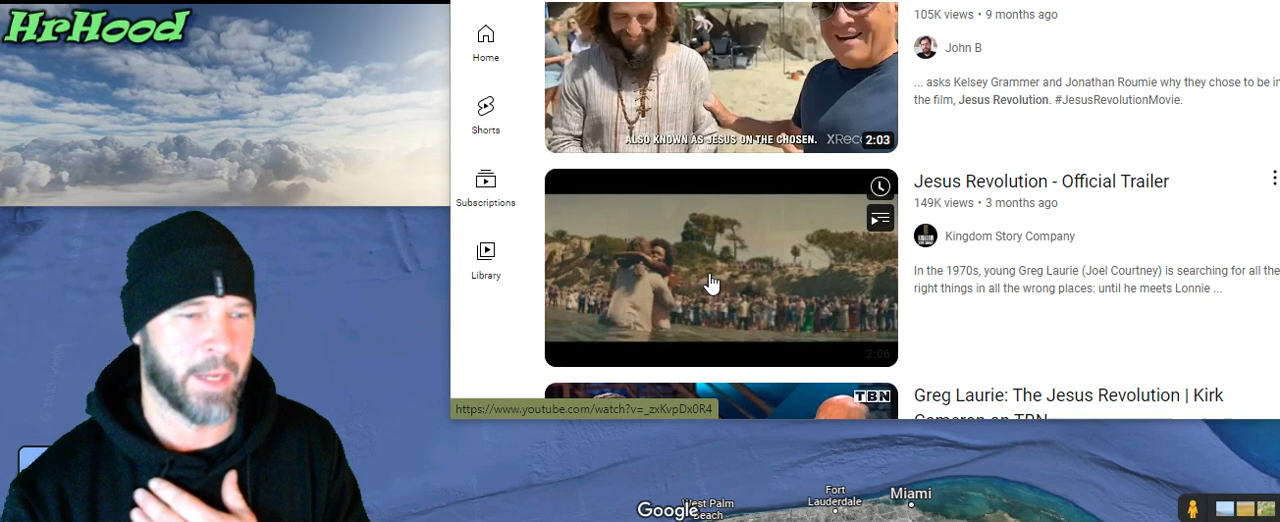 HrHood
Home
Shorts
Subscriptions
Library
ALSO KNOWN AS JESUS ON THE CHOSEN.
XRec
2:03
105K views • 9 months ago
John B
... asks Kelsey Grammer and Jonathan Roumie why they chose to be in
the film, Jesus Revolution. #JesusRevolutionMovie.
2:06
Jesus Revolution - Official Trailer
149K views • 3 months ago
Kingdom Story Company
In the 1970s, young Greg Laurie (Joel Courtney) is searching for all the
right things in all the wrong places: until he meets Lonnie ...
TBN
Greg Laurie: The Jesus Revolution | Kirk
Cameron on TBN
https://www.youtube.com/watch?v=_zxKvpDx0R4
Google
West Palm
Beach
Fort
Lauderdale
Miami